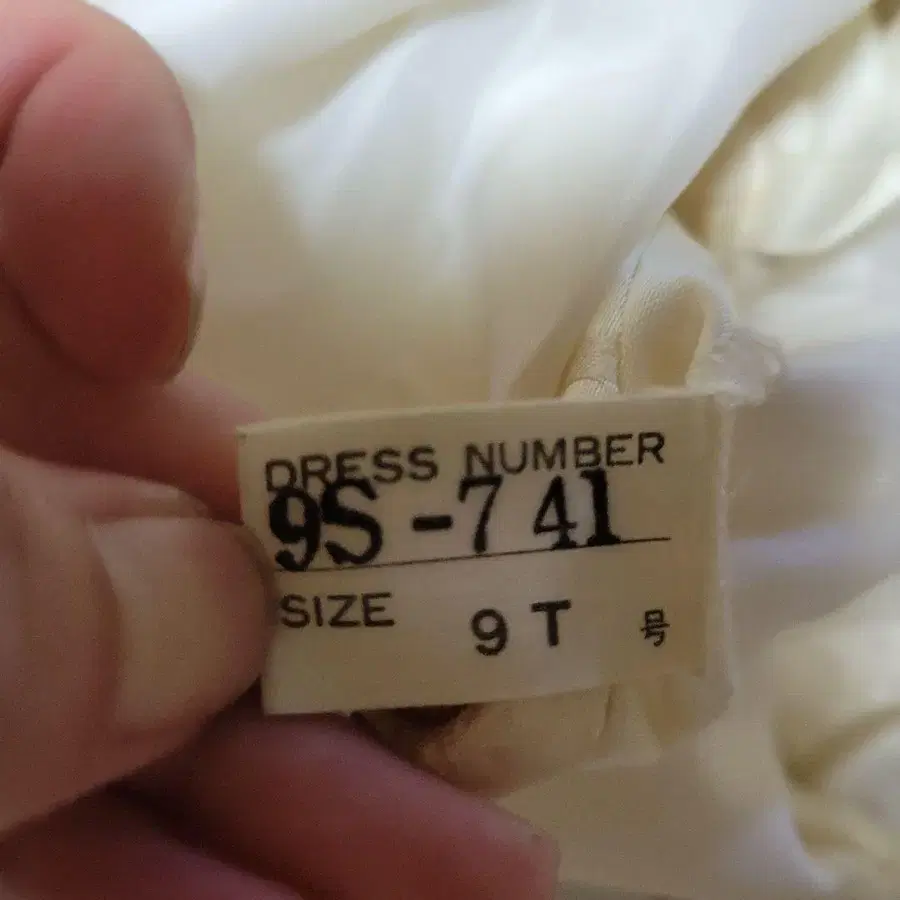 DRESS NUMBER
9S-741
SIZE 9T 号